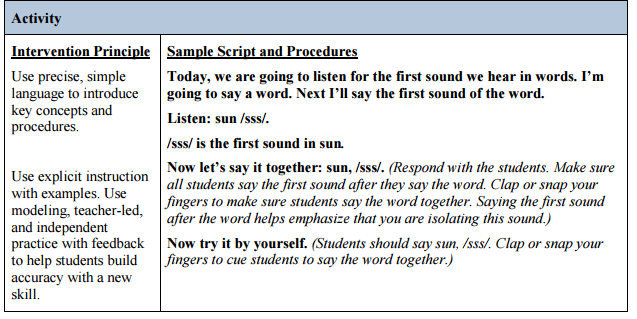 Activity
Intervention Principle
Use precise, simple
language to introduce
key concepts and
procedures.
Use explicit instruction
with examples. Use
modeling, teacher-led,
and independent
practice with feedback
to help students build
accuracy with a new
skill.
Sample Script and Procedures
Today, we are going to listen for the first sound we hear in words. I’m
going to say a word. Next I’ll say the first sound of the word.
Listen: sun /sss/.
/sss/ is the first sound in sun.
Now let’s say it together: sun, /sss/. (Respond with the students. Make sure
all students say the first sound after they say the word. Clap or snap your
fingers to make sure students say the word together. Saying the first sound
after the word helps emphasize that you are isolating this sound.)
Now try it by yourself. (Students should say sun, /sss/. Clap or snap your
fingers to cue students to say the word together.)